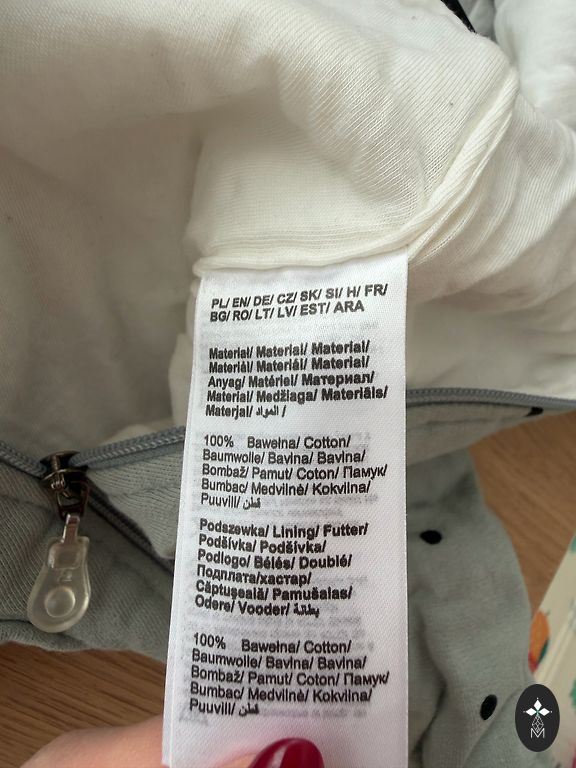 PL/ EN/ DE/ CZ/ SK/ SI/ H/ FR/
BG/ RO/ LT/ LV/ EST/ ARA
Materiał/ Material/ Material/
Materiál/ Materiál/ Material/
Anyag/ Matériel/ Материал/
Material/ Medžiaga/ Materiāls/
Materjal/ المواد /
100% Bawełna/ Cotton/
Baumwolle/ Bavlna/ Bavlna/
Bombaž/ Pamut/ Coton/ Памук/
Bumbac/ Medvilnė/ Kokvilna/
Puuvill/ قطن
Podszewka/ Lining/ Futter/
Podšívka/ Podšívka/
Podlogo/ Bélés/ Doublé/
Подплата/хастар/
Căptușeală/ Pamušalas/
Odere/ Vooder/ بطانة/
100% Bawełna/ Cotton/
Baumwolle/ Bavlna/ Bavlna/
Bombaž/ Pamut/ Coton/ Памук/
Bumbac/ Medvilnė/ Kokvilna/
Puuvill/ قطن
M